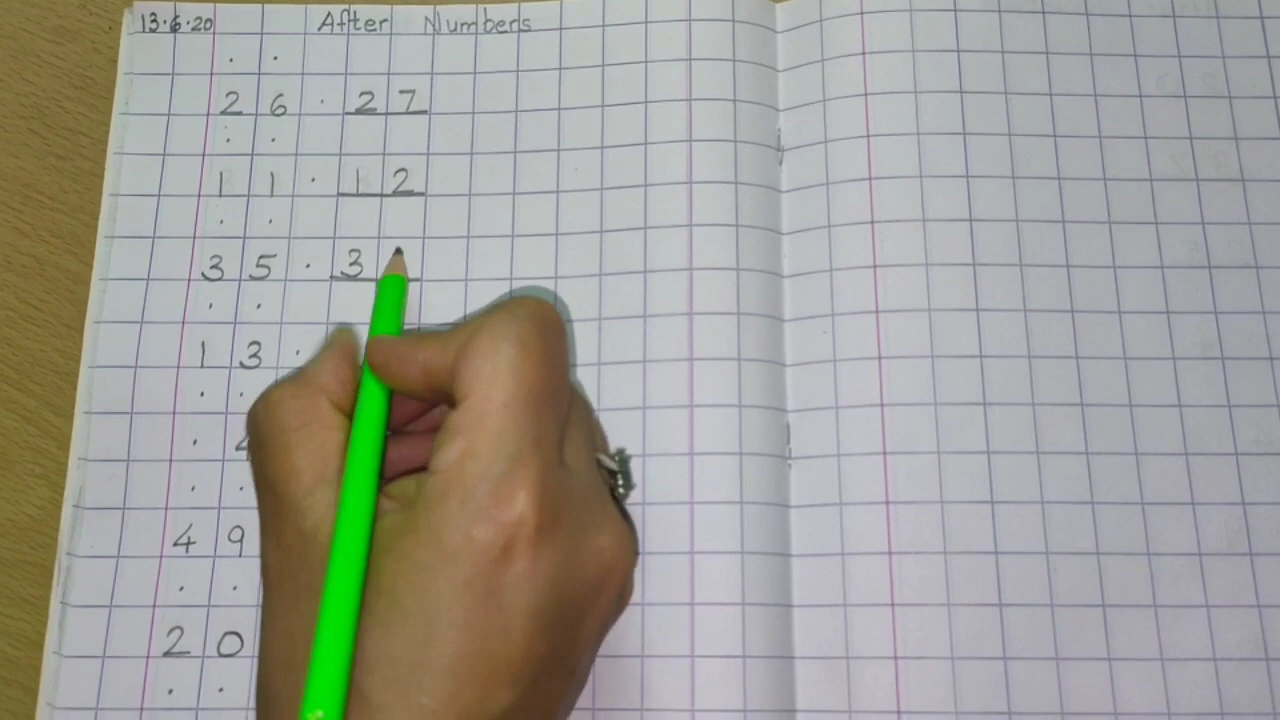 13.6.20 After Numbers
26 . 27
11 . 12
35 . 3
13 .
. 4
49
20